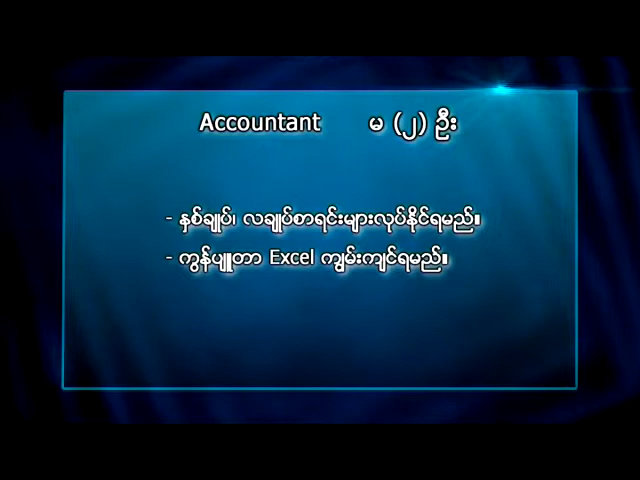 Accountant မ (၂) ဦး
- နှစ်ချုပ်၊ လချုပ်စာရင်းများလုပ်နိုင်ရမည်။
- ကွန်ပျူတာ Excel ကျွမ်းကျင်ရမည်။